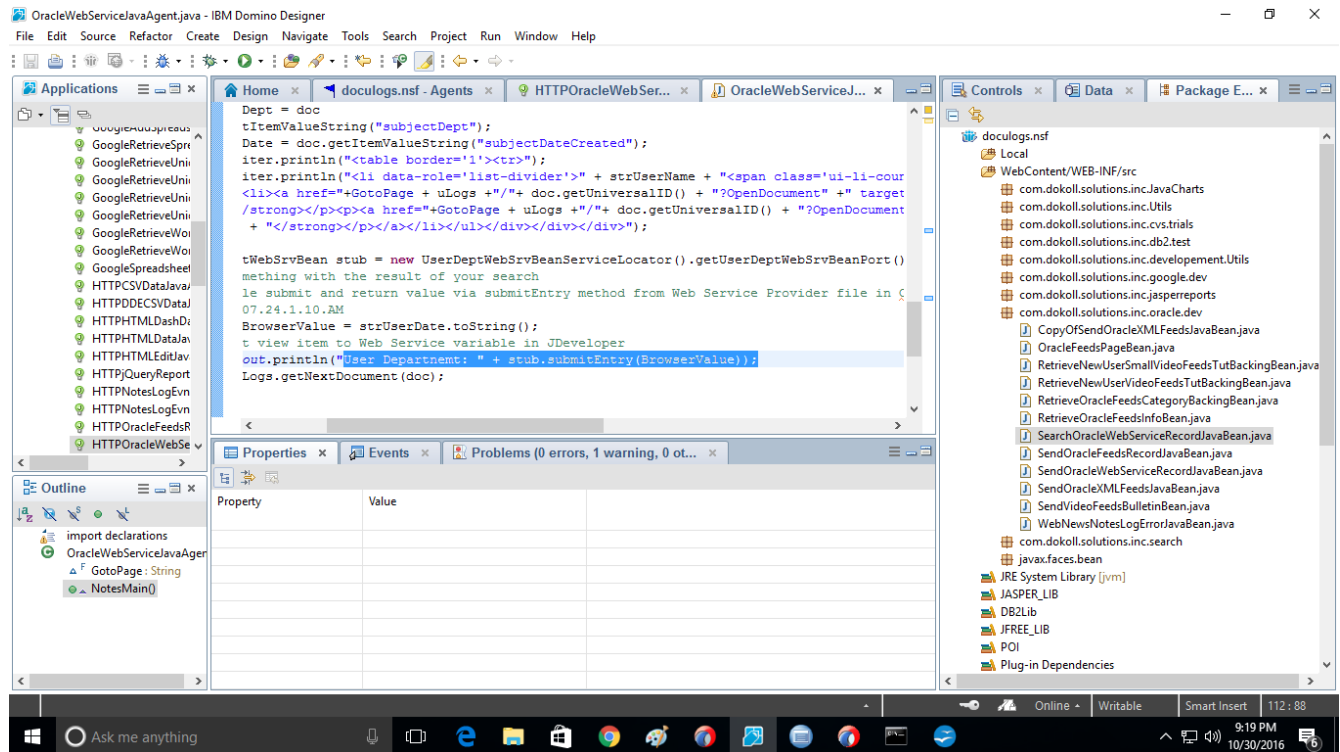 OracleWebServiceJavaAgent.java - IBM Domino Designer
File Edit Source Refactor Create Design Navigate Tools Search Project Run Window Help
Applications
GoogleAddSpreads
GoogleRetrieveSpre
GoogleRetrieveUni
GoogleRetrieveUni
GoogleRetrieveUni
GoogleRetrieveUni
GoogleRetrieveWor
GoogleRetrieveWor
GoogleSpreadsheet
HTTPCSVDataJava
HTTPDDECSVDataJ
HTTPHTMLDashDa
HTTPHTMLDataJav
HTTPHTMLEditJav
HTTPjQueryReport
HTTPNotesLogEvn
HTTPNotesLogEvn
HTTPOracleFeedsR
HTTPOracleWebSe
Outline
import declarations
OracleWebServiceJavaAger
GotoPage : String
NotesMain()
Home
doculogs.nsf - Agents
HTTPOracleWebSer...
OracleWebServiceJ...
Dept = doc
tItemValueString("subjectDept");
Date = doc.getItemValueString("subjectDateCreated");
iter.println("<table border='1'><tr>");
iter.println("<li data-role='list-divider'>" + strUserName + "<span class='ui-li-cour
<li><a href="+GotoPage + uLogs +"/"+ doc.getUniversalID() + "?OpenDocument" +" target
/strong></p><p><a href="+GotoPage + uLogs +"/"+ doc.getUniversalID() + "?OpenDocument
+ "</strong></p></a></li></ul></div></div></div>");
tWebSrvBean stub = new UserDeptWebSrvBeanServiceLocator().getUserDeptWebSrvBeanPort()
mething with the result of your search
le submit and return value via submitEntry method from Web Service Provider file in C
07.24.1.10.AM
BrowserValue = strUserDate.toString();
t view item to Web Service variable in JDeveloper
out.println("User Departnemt: " + stub.submitEntry(BrowserValue));
Logs.getNextDocument(doc);
Properties
Events
Problems (0 errors, 1 warning, 0 ot...
Property Value
Controls
Data
Package E...
doculogs.nsf
Local
WebContent/WEB-INF/src
com.dokoll.solutions.inc.JavaCharts
com.dokoll.solutions.inc.Utils
com.dokoll.solutions.inc.cvs.trials
com.dokoll.solutions.inc.db2.test
com.dokoll.solutions.inc.developement.Utils
com.dokoll.solutions.inc.google.dev
com.dokoll.solutions.inc.jasperreports
com.dokoll.solutions.inc.oracle.dev
CopyOfSendOracleXMLFeedsJavaBean.java
OracleFeedsPageBean.java
RetrieveNewUserSmallVideoFeedsTutBackingBean.java
RetrieveNewUserVideoFeedsTutBackingBean.java
RetrieveOracleFeedsCategoryBackingBean.java
RetrieveOracleFeedsInfoBean.java
SearchOracleWebServiceRecordJavaBean.java
SendOracleFeedsRecordJavaBean.java
SendOracleWebServiceRecordJavaBean.java
SendOracleXMLFeedsJavaBean.java
SendVideoFeedsBulletinBean.java
WebNewsNotesLogErrorJavaBean.java
com.dokoll.solutions.inc.search
javax.faces.bean
JRE System Library [jvm]
JASPER_LIB
DB2Lib
JFREE_LIB
POI
Plug-in Dependencies
Online Writable Smart Insert 112 : 88
Ask me anything
9:19 PM
10/30/2016
6